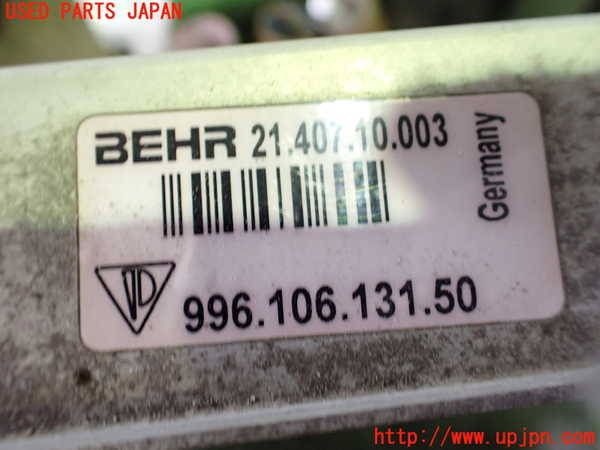 USED PARTS JAPAN
BEHR 21.407.10.003
Germany
996.106.131.50
http://www.upjpn.com/